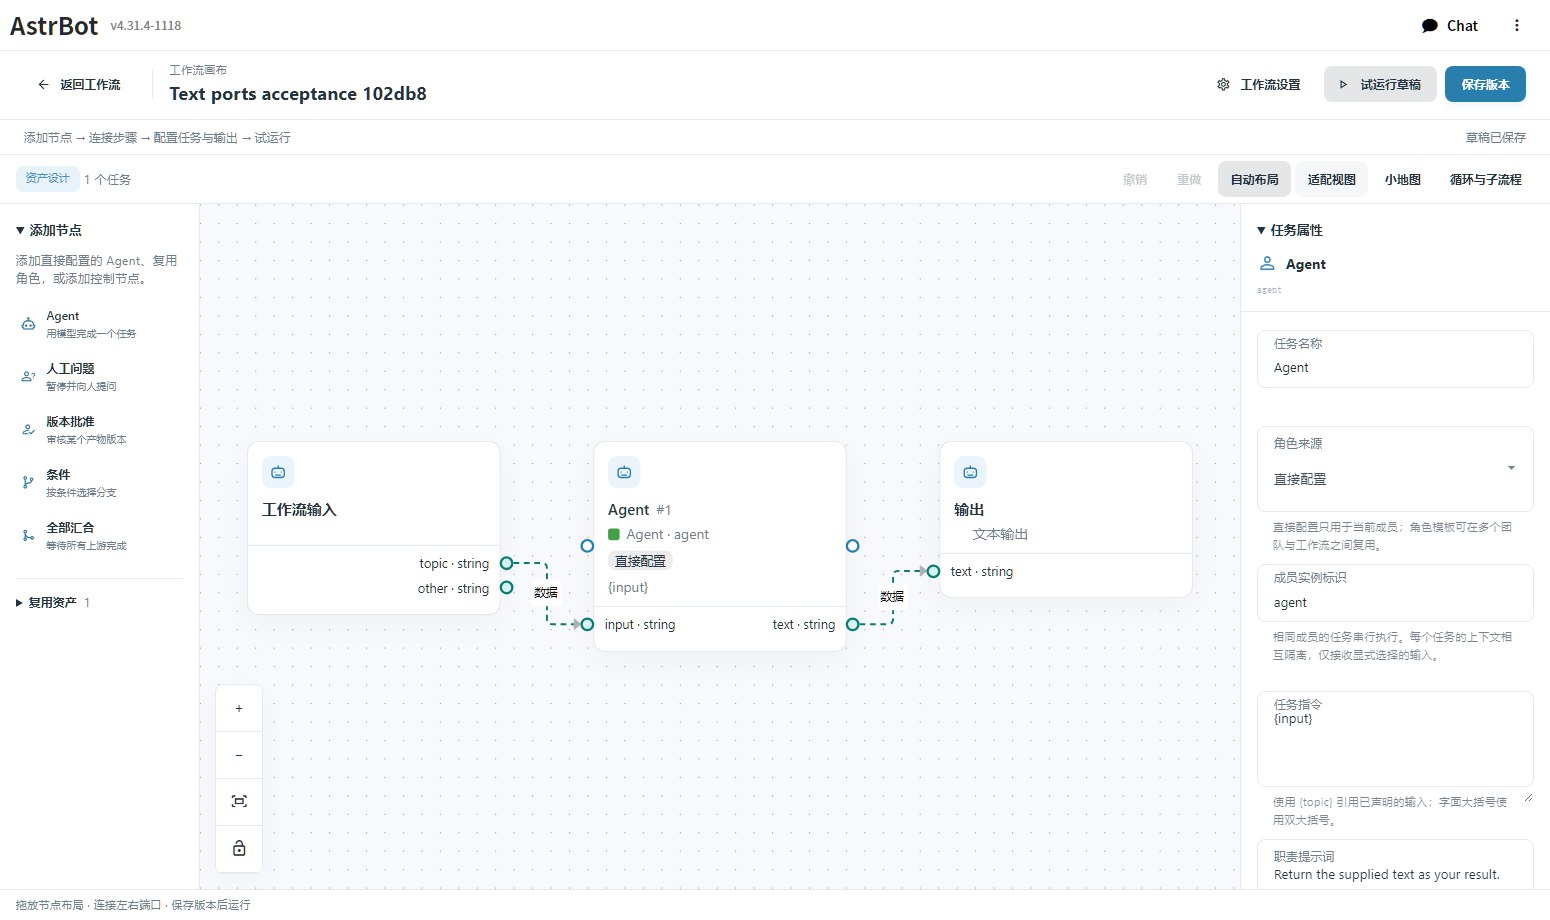 AstrBot v4.31.4-1118
Chat
返回工作流
工作流画布
Text ports acceptance 102db8
工作流设置
试运行草稿
保存版本
添加节点 → 连接步骤 → 配置任务与输出 → 试运行
草稿已保存
资产设计 1 个任务
撤销
重做
自动布局
适配视图
小地图
循环与子流程
添加节点
添加直接配置的 Agent、复用
角色，或添加控制节点。
Agent
用模型完成一个任务
人工问题
暂停并向人提问
版本批准
审核某个产物版本
条件
按条件选择分支
全部汇合
等待所有上游完成
复用资产 1
工作流输入
topic · string
other · string
数据
Agent #1
Agent · agent
直接配置
{input}
input · string
text · string
数据
输出
文本输出
text · string
+
−
任务属性
Agent
agent
任务名称
Agent
角色来源
直接配置
直接配置只用于当前成员；角色模板可在多个团
队与工作流之间复用。
成员实例标识
agent
相同成员的任务串行执行。每个任务的上下文相
互隔离，仅接收显式选择的输入。
任务指令
{input}
使用 {topic} 引用已声明的输入；字面大括号使
用双大括号。
职责提示词
Return the supplied text as your result.
拖放节点布局 · 连接左右端口 · 保存版本后运行